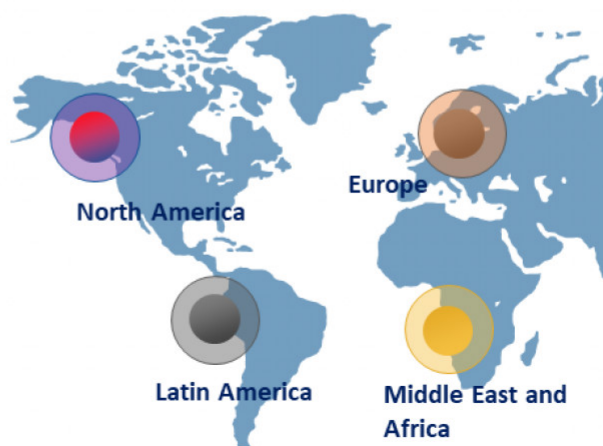 North America
Europe
Latin America
Middle East and
Africa